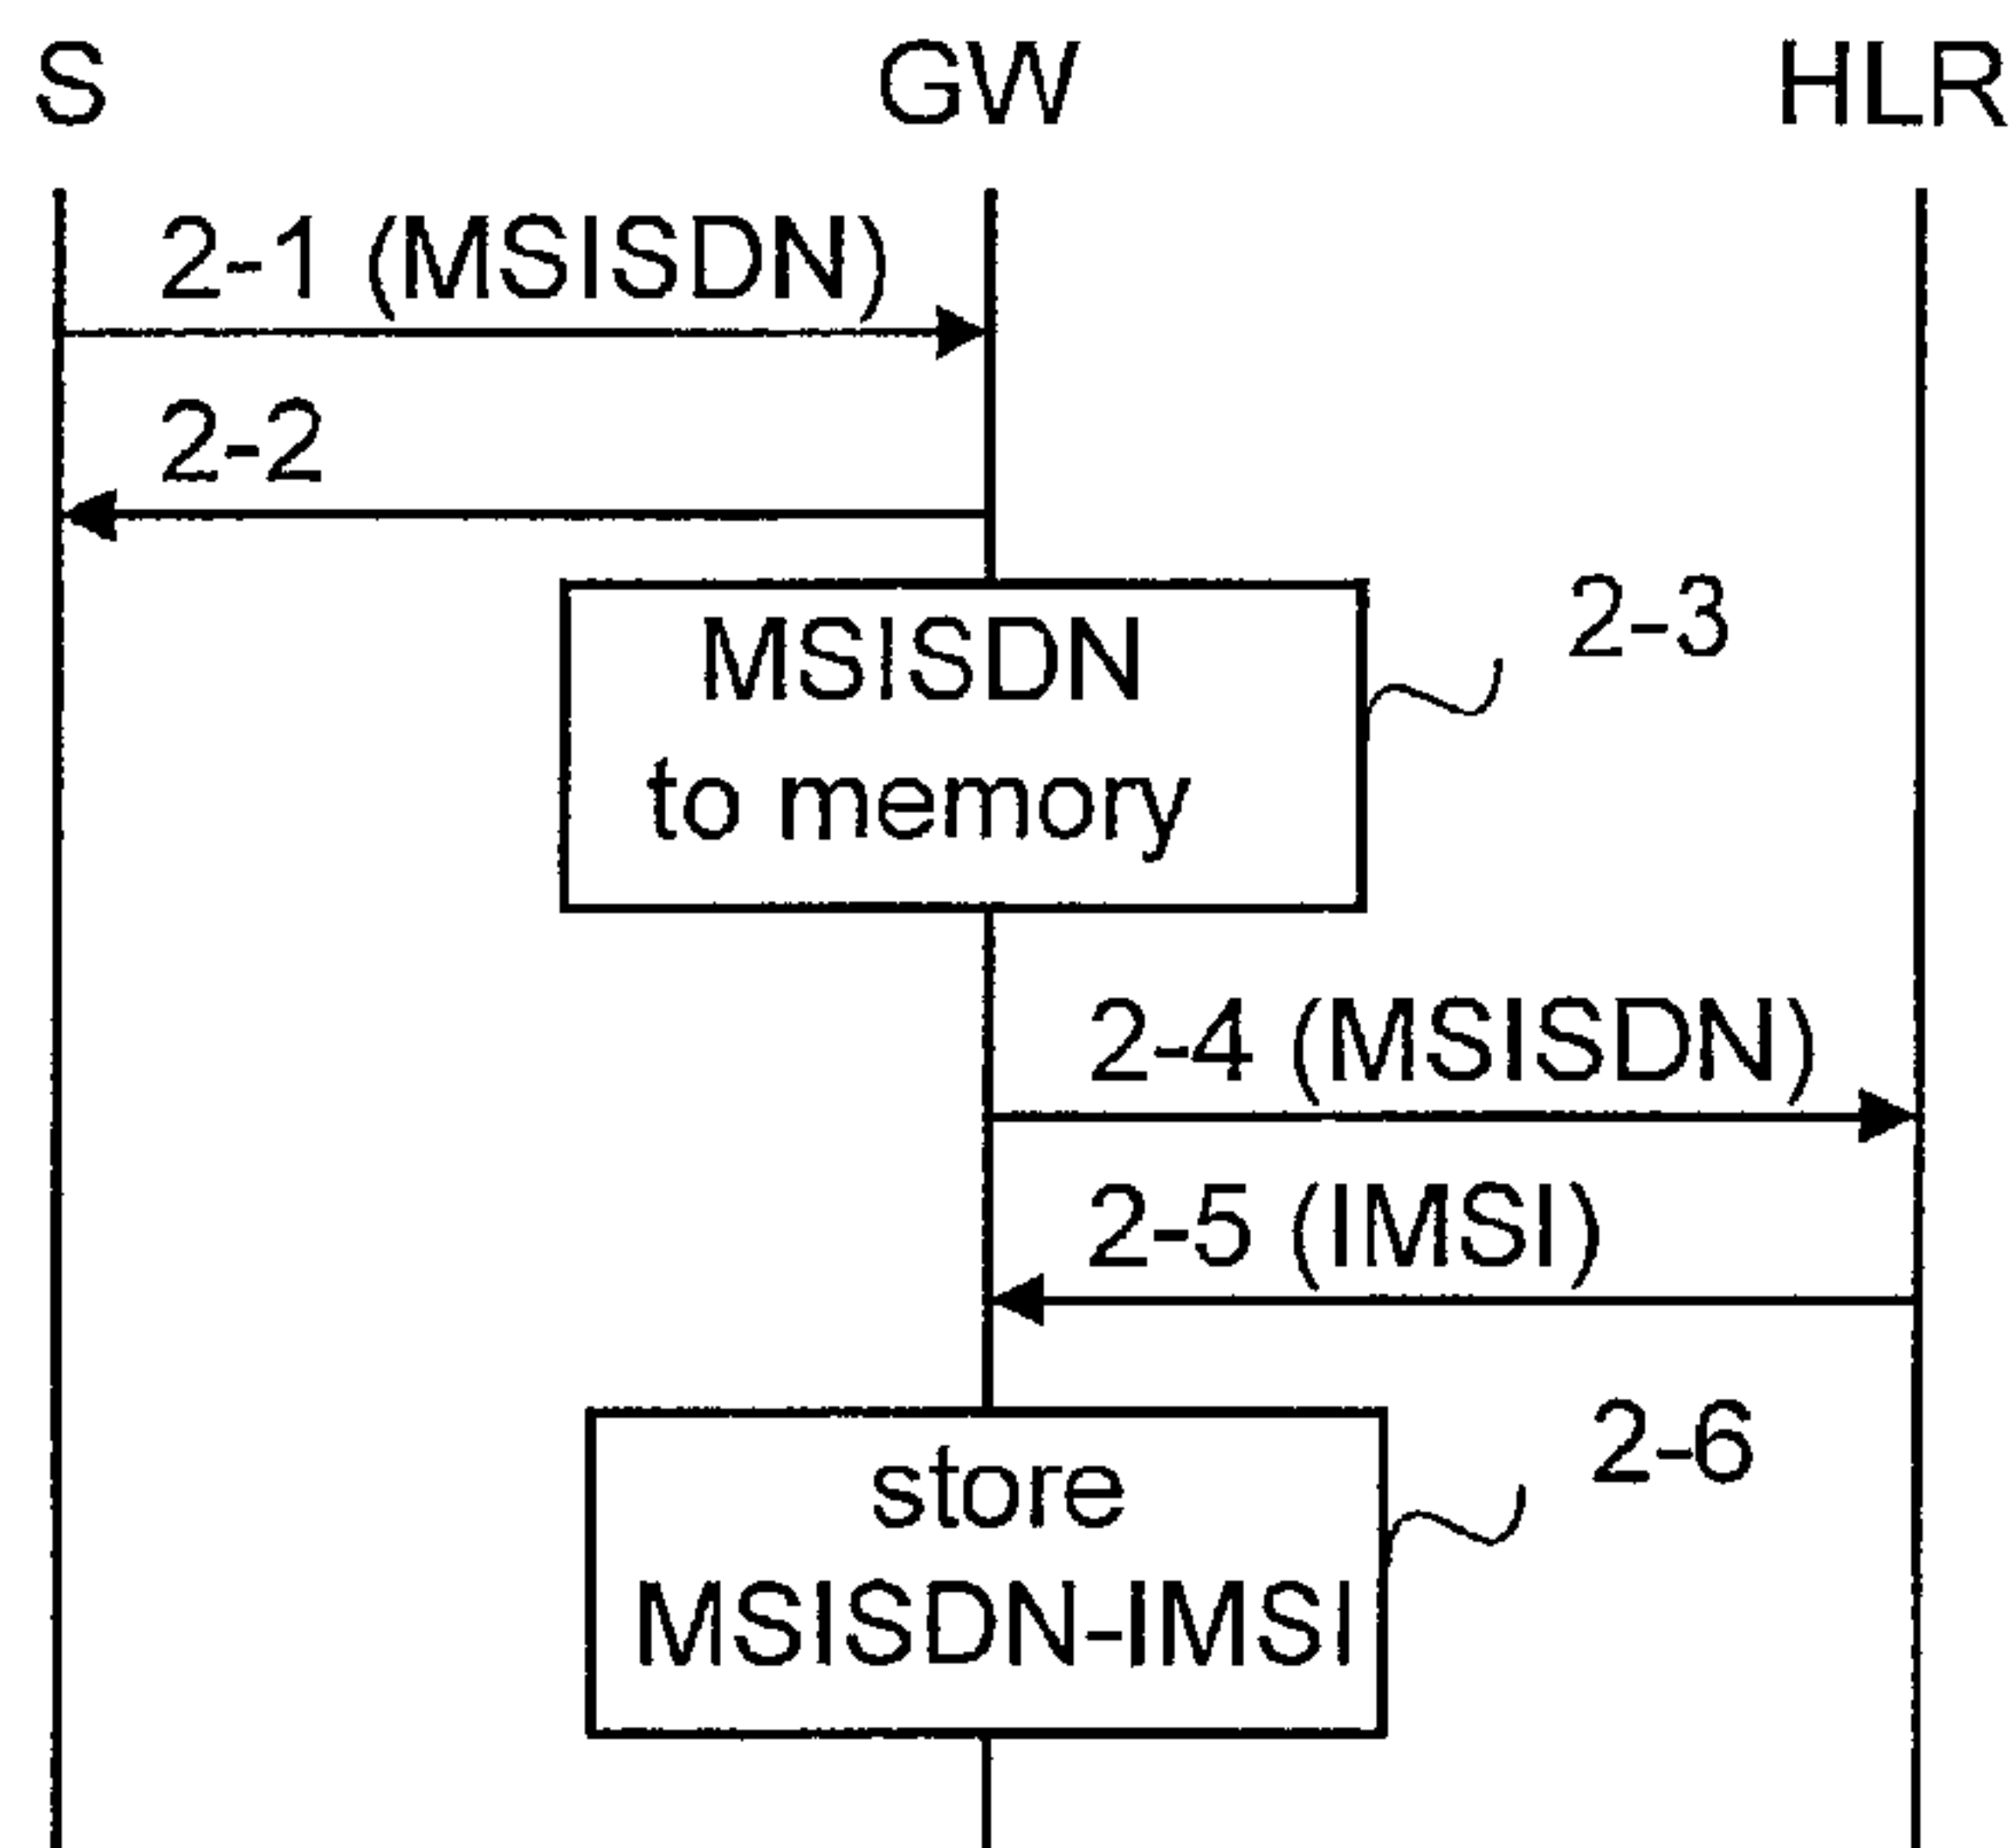 S GW HLR
2-1 (MSISDN)
2-2
2-3
MSISDN
to memory
2-4 (MSISDN)
2-5 (IMSI)
2-6
store
MSISDN-IMSI